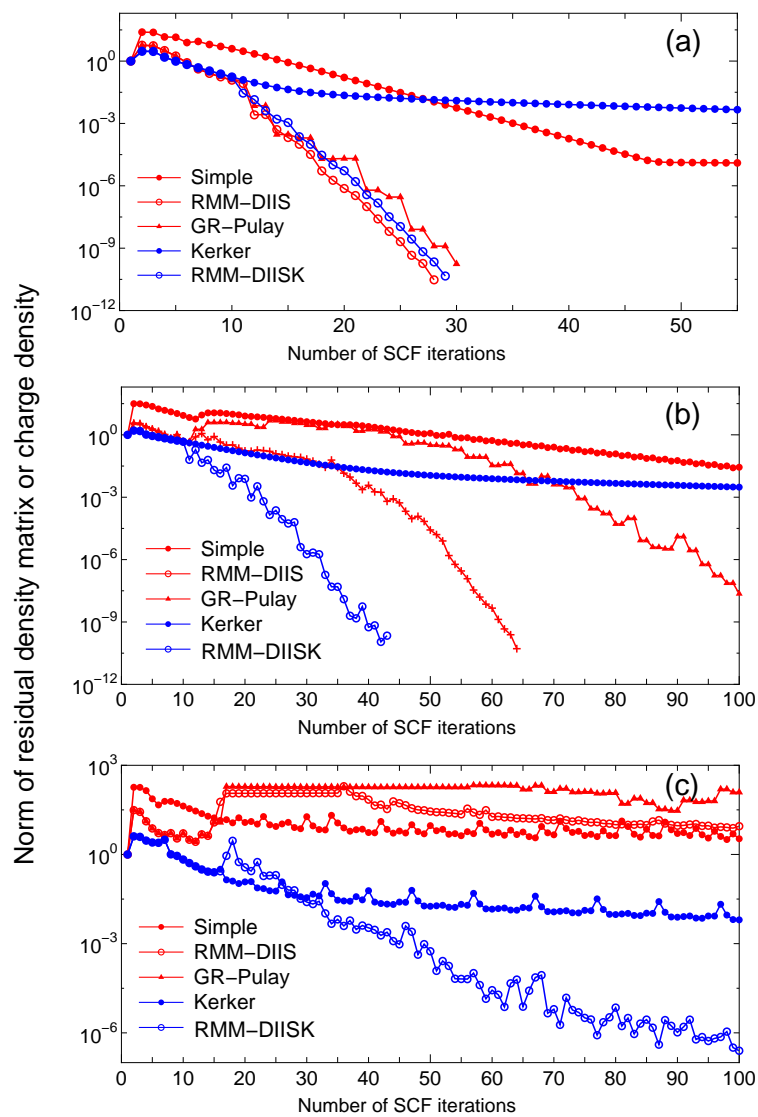 Norm of residual density matrix or charge density
(a)
10^0
10^-3
10^-6
10^-9
10^-12
Simple
RMM−DIIS
GR−Pulay
Kerker
RMM−DIISK
0 10 20 30 40 50
Number of SCF iterations
(b)
10^0
10^-3
10^-6
10^-9
10^-12
Simple
RMM−DIIS
GR−Pulay
Kerker
RMM−DIISK
0 10 20 30 40 50 60 70 80 90 100
Number of SCF iterations
(c)
10^3
10^0
10^-3
10^-6
Simple
RMM−DIIS
GR−Pulay
Kerker
RMM−DIISK
0 10 20 30 40 50 60 70 80 90 100
Number of SCF iterations